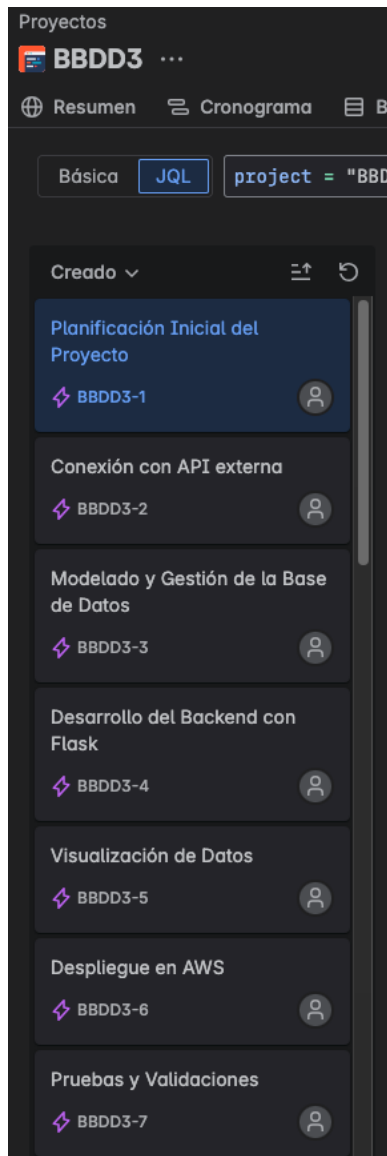 Proyectos
BBDD3 ...
Resumen Cronograma B
Básica JQL project = "BBD
Creado
Planificación Inicial del
Proyecto
BBDD3-1
Conexión con API externa
BBDD3-2
Modelado y Gestión de la Base
de Datos
BBDD3-3
Desarrollo del Backend con
Flask
BBDD3-4
Visualización de Datos
BBDD3-5
Despliegue en AWS
BBDD3-6
Pruebas y Validaciones
BBDD3-7